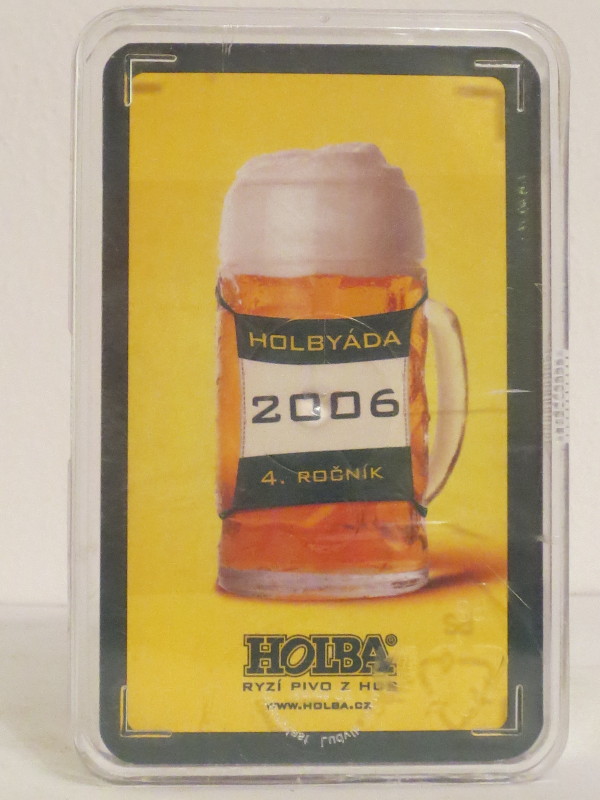 HOLBYÁDA
2006
4. ROČNÍK
HOLBA®
RYZÍ PIVO Z HOR
WWW.HOLBA.CZ